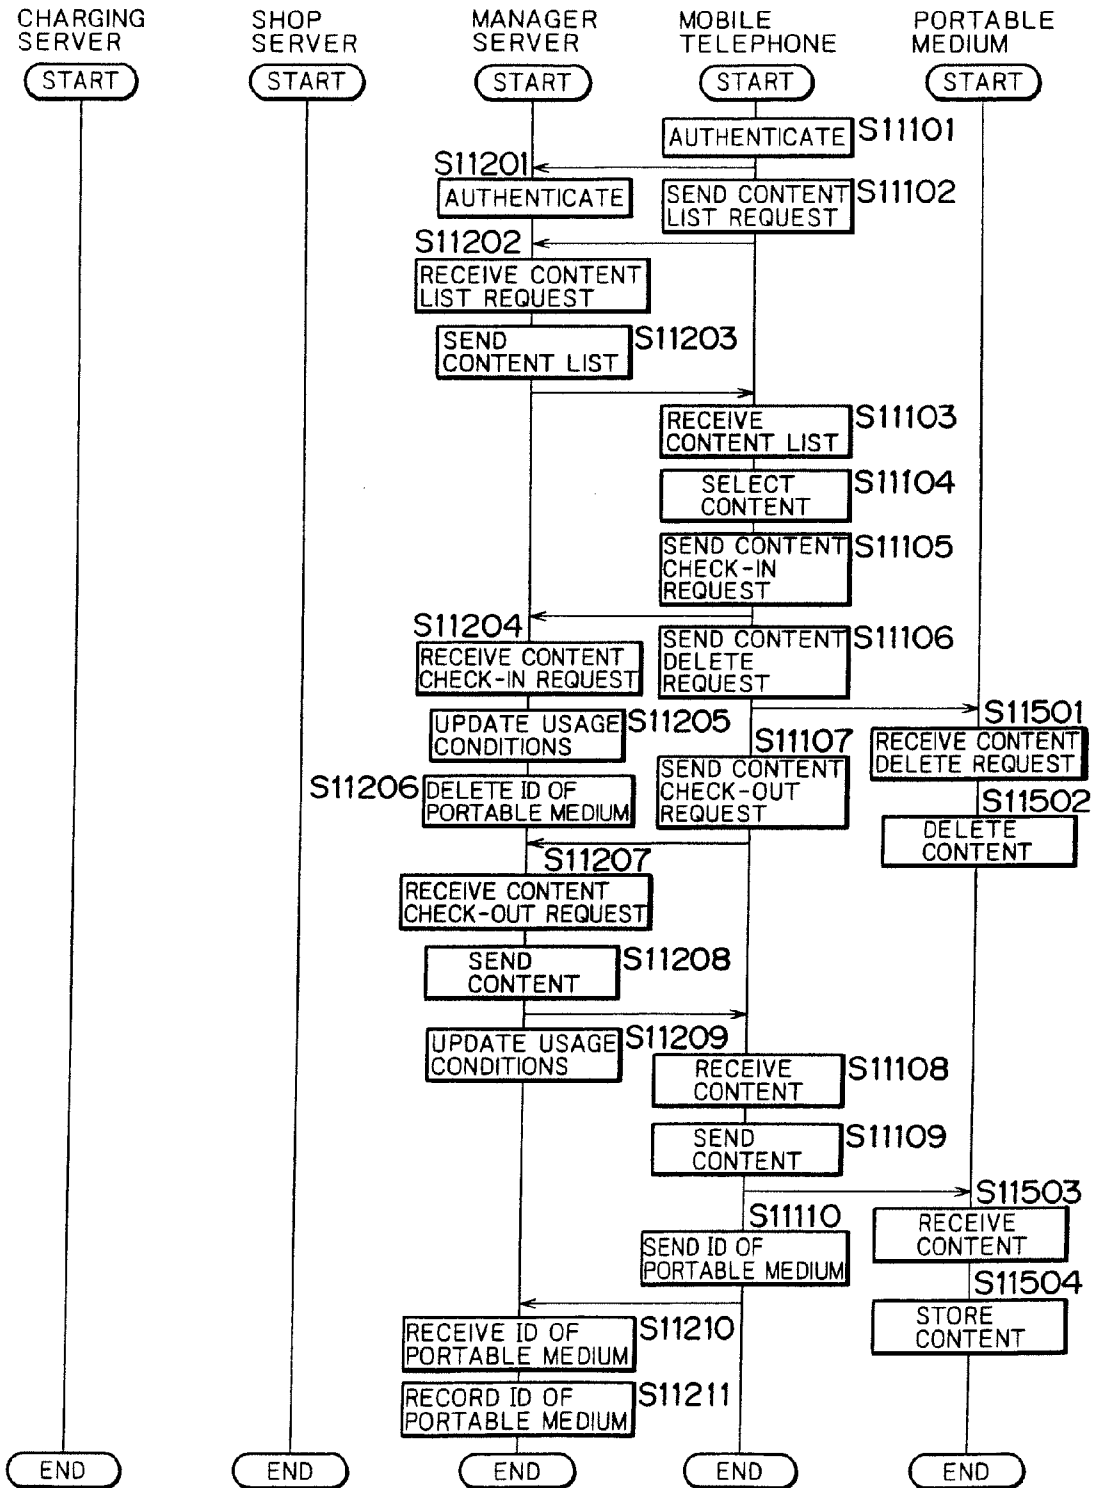 CHARGING
SERVER
SHOP
SERVER
MANAGER
SERVER
MOBILE
TELEPHONE
PORTABLE
MEDIUM
START
START
START
START
START
AUTHENTICATE
S11101
S11201
AUTHENTICATE
SEND CONTENT
LIST REQUEST
S11102
S11202
RECEIVE CONTENT
LIST REQUEST
SEND
CONTENT LIST
S11203
RECEIVE
CONTENT LIST
S11103
SELECT
CONTENT
S11104
SEND CONTENT
CHECK-IN
REQUEST
S11105
S11204
RECEIVE CONTENT
CHECK-IN REQUEST
SEND CONTENT
DELETE
REQUEST
S11106
UPDATE USAGE
CONDITIONS
S11205
S11501
RECEIVE CONTENT
DELETE REQUEST
S11107
SEND CONTENT
CHECK-OUT
REQUEST
S11206
DELETE ID OF
PORTABLE MEDIUM
S11502
DELETE
CONTENT
S11207
RECEIVE CONTENT
CHECK-OUT REQUEST
SEND
CONTENT
S11208
UPDATE USAGE
CONDITIONS
S11209
RECEIVE
CONTENT
S11108
SEND
CONTENT
S11109
S11503
RECEIVE
CONTENT
S11110
SEND ID OF
PORTABLE MEDIUM
S11504
STORE
CONTENT
RECEIVE ID OF
PORTABLE MEDIUM
S11210
RECORD ID OF
PORTABLE MEDIUM
S11211
END
END
END
END
END